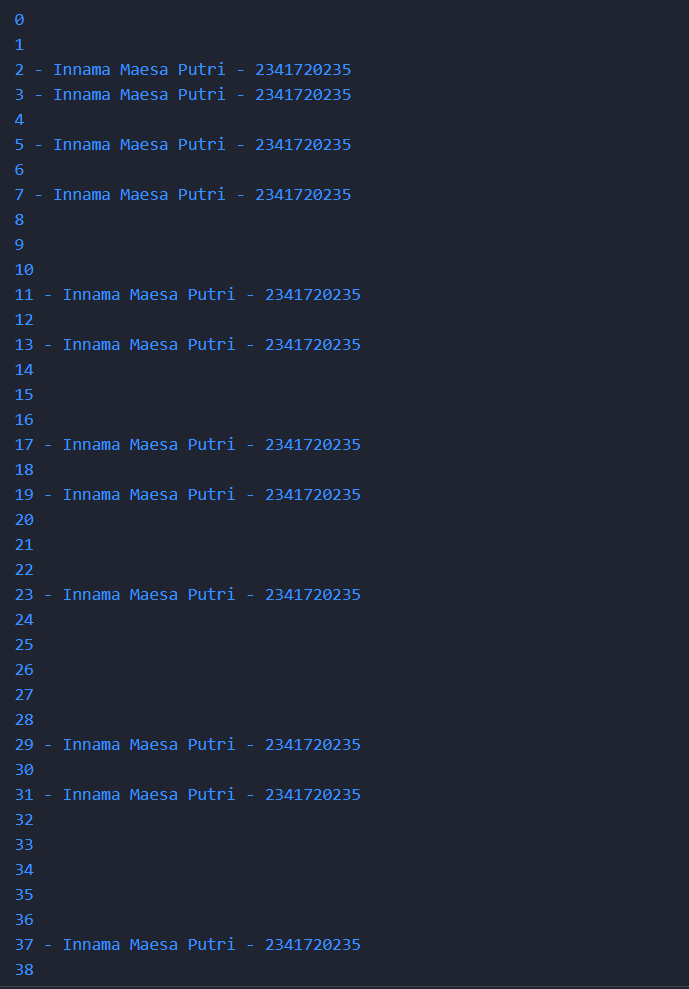 0
1
2 - Innama Maesa Putri - 2341720235
3 - Innama Maesa Putri - 2341720235
4
5 - Innama Maesa Putri - 2341720235
6
7 - Innama Maesa Putri - 2341720235
8
9
10
11 - Innama Maesa Putri - 2341720235
12
13 - Innama Maesa Putri - 2341720235
14
15
16
17 - Innama Maesa Putri - 2341720235
18
19 - Innama Maesa Putri - 2341720235
20
21
22
23 - Innama Maesa Putri - 2341720235
24
25
26
27
28
29 - Innama Maesa Putri - 2341720235
30
31 - Innama Maesa Putri - 2341720235
32
33
34
35
36
37 - Innama Maesa Putri - 2341720235
38